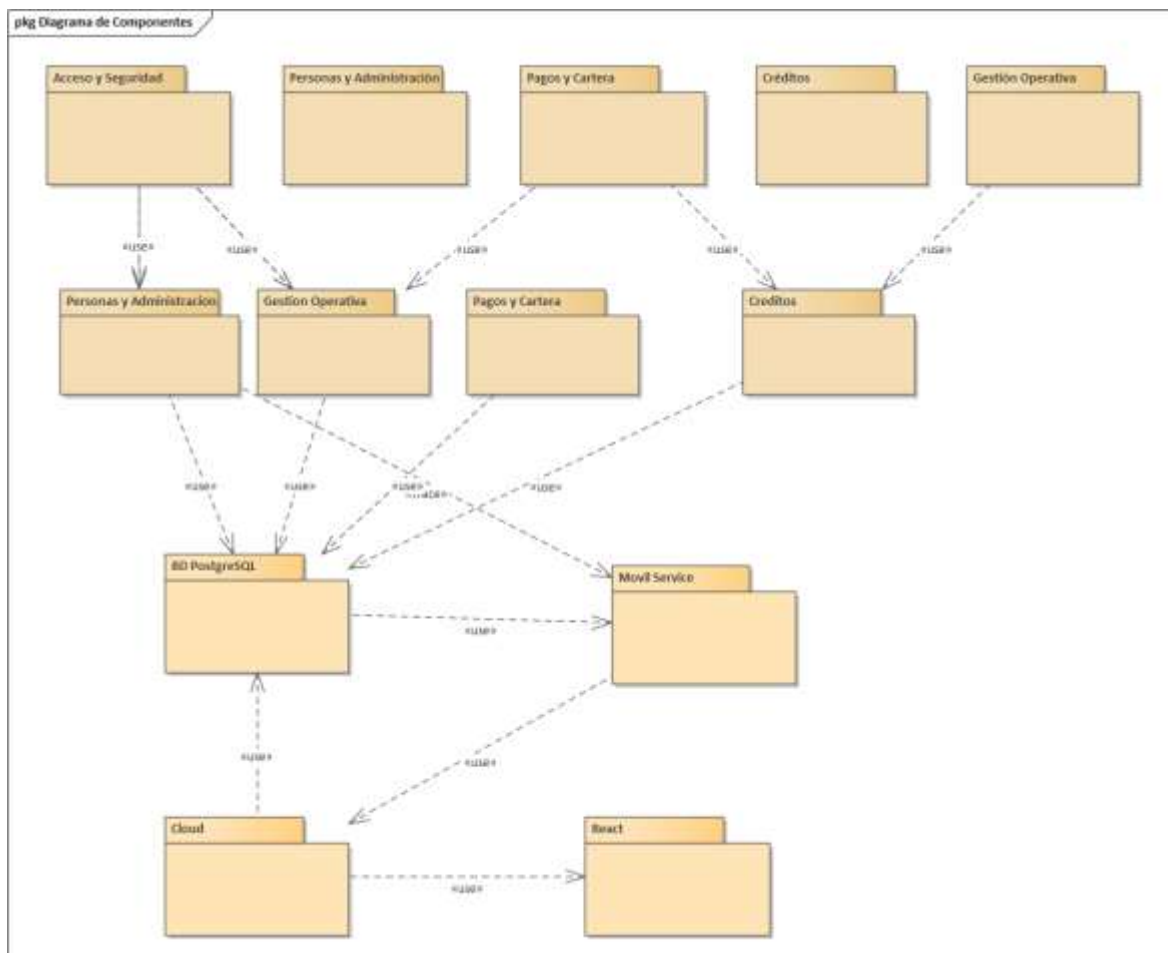 pkg Diagrama de Componentes
Acceso y Seguridad
Personas y Administración
Pagos y Cartera
Créditos
Gestión Operativa
«use»
«use»
«use»
«use»
«use»
Personas y Administracion
Gestion Operativa
Pagos y Cartera
Creditos
«use»
«use»
«use»
«use»
BD PostgreSQL
Movil Service
«use»
«use»
«use»
Cloud
React
«use»